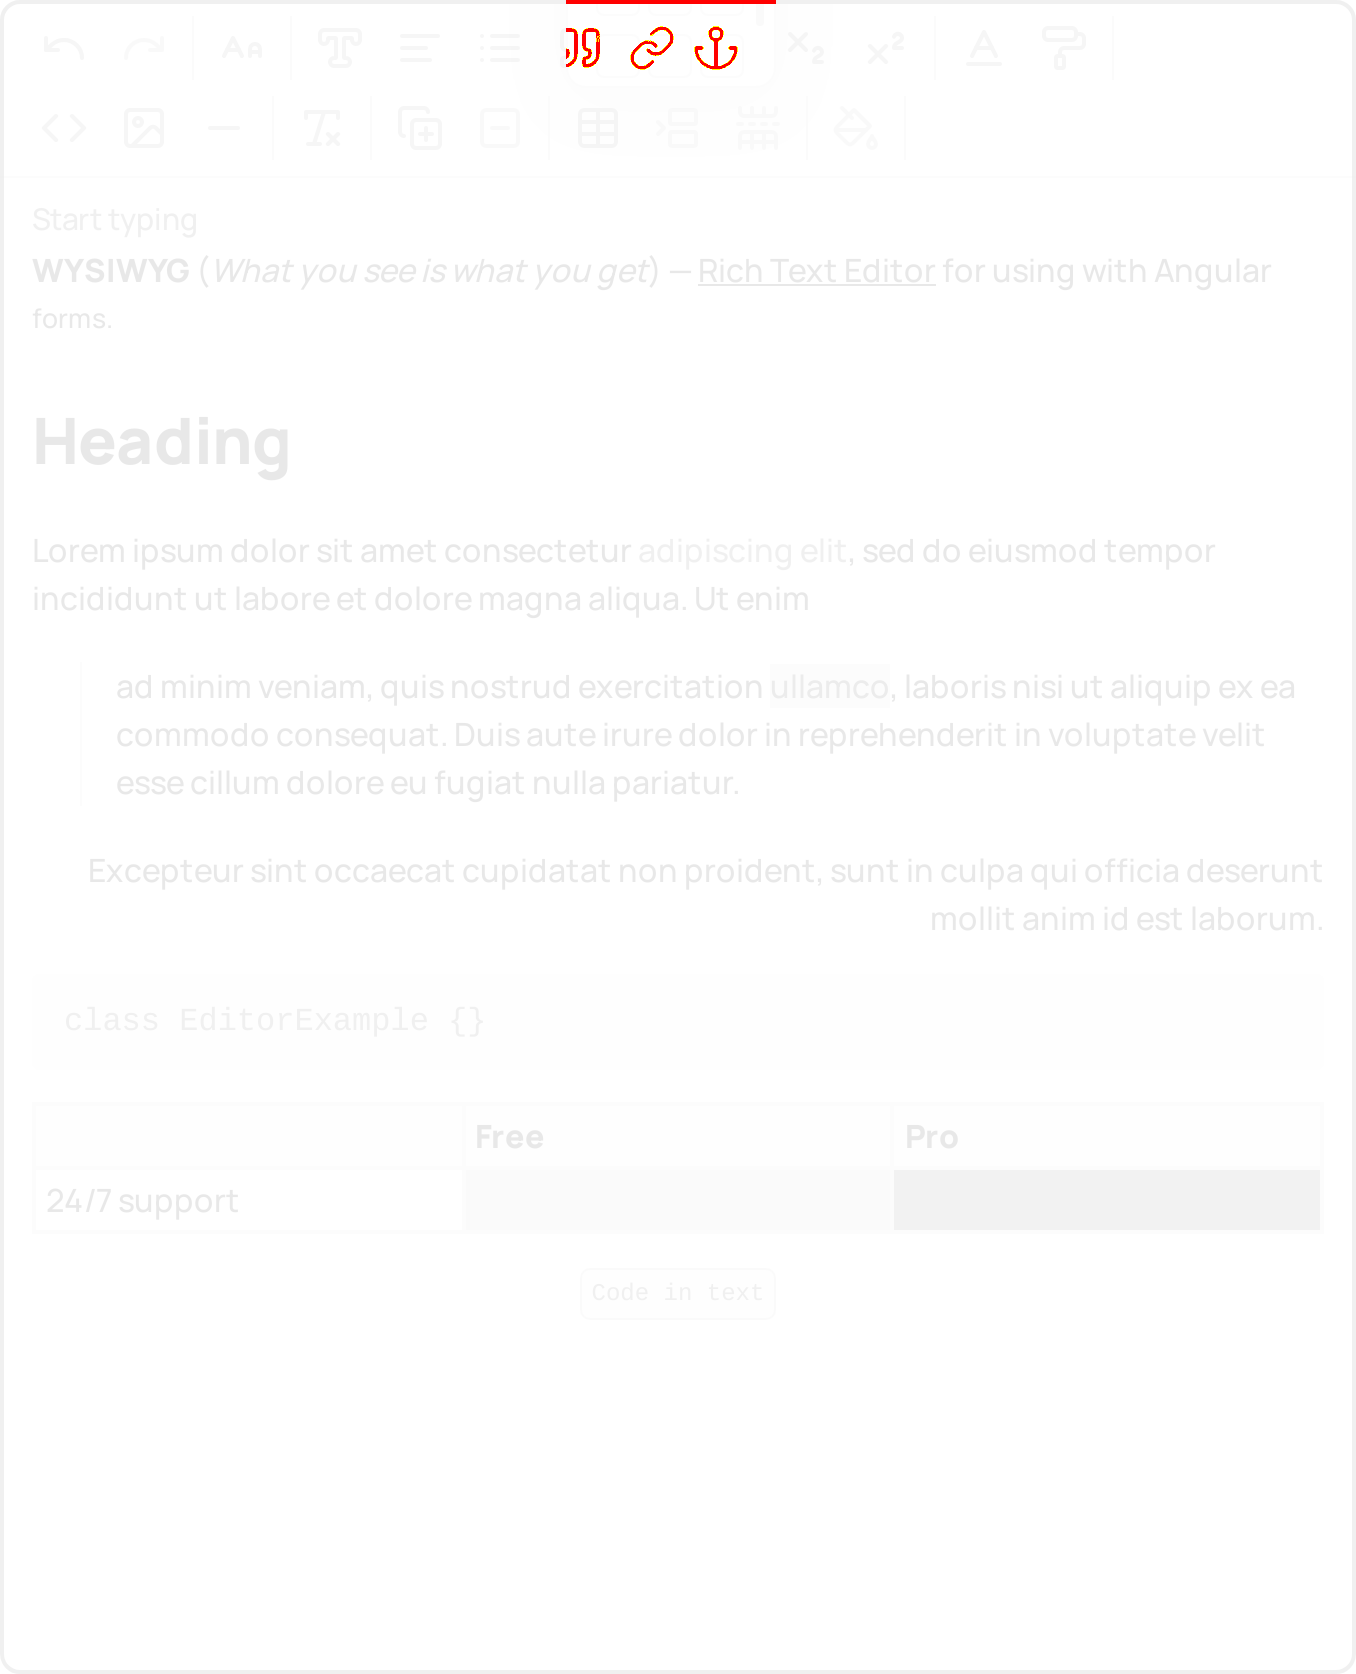 Start typing
WYSIWYG (What you see is what you get) — Rich Text Editor for using with Angular
forms.
Heading
Lorem ipsum dolor sit amet consectetur adipiscing elit, sed do eiusmod tempor
incididunt ut labore et dolore magna aliqua. Ut enim
ad minim veniam, quis nostrud exercitation ullamco, laboris nisi ut aliquip ex ea
commodo consequat. Duis aute irure dolor in reprehenderit in voluptate velit
esse cillum dolore eu fugiat nulla pariatur.
Excepteur sint occaecat cupidatat non proident, sunt in culpa qui officia deserunt
mollit anim id est laborum.
class EditorExample {}
Free Pro
24/7 support
Code in text